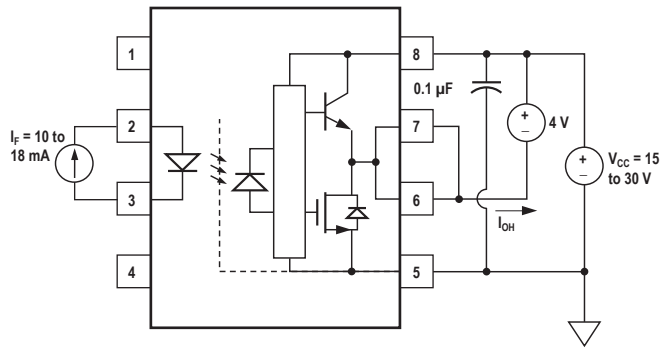 1
8
0.1 µF
I_F = 10 to
18 mA
2
7
+
4 V
–
+
V_CC = 15
to 30 V
–
3
6
I_OH
4
5